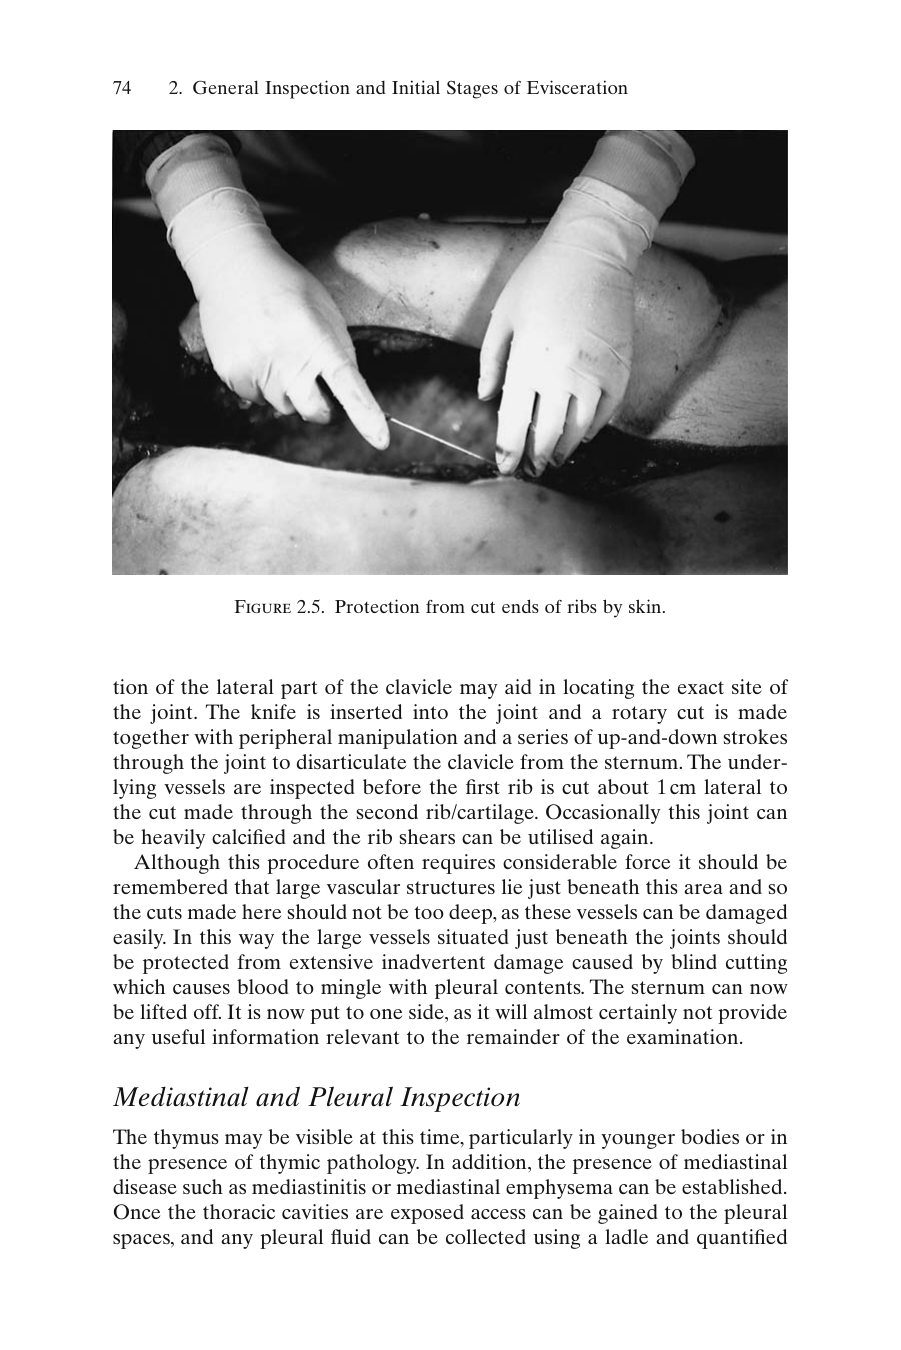 74 2. General Inspection and Initial Stages of Evisceration
FIGURE 2.5. Protection from cut ends of ribs by skin.
tion of the lateral part of the clavicle may aid in locating the exact site of
the joint. The knife is inserted into the joint and a rotary cut is made
together with peripheral manipulation and a series of up-and-down strokes
through the joint to disarticulate the clavicle from the sternum. The under-
lying vessels are inspected before the first rib is cut about 1 cm lateral to
the cut made through the second rib/cartilage. Occasionally this joint can
be heavily calcified and the rib shears can be utilised again.
Although this procedure often requires considerable force it should be
remembered that large vascular structures lie just beneath this area and so
the cuts made here should not be too deep, as these vessels can be damaged
easily. In this way the large vessels situated just beneath the joints should
be protected from extensive inadvertent damage caused by blind cutting
which causes blood to mingle with pleural contents. The sternum can now
be lifted off. It is now put to one side, as it will almost certainly not provide
any useful information relevant to the remainder of the examination.
Mediastinal and Pleural Inspection
The thymus may be visible at this time, particularly in younger bodies or in
the presence of thymic pathology. In addition, the presence of mediastinal
disease such as mediastinitis or mediastinal emphysema can be established.
Once the thoracic cavities are exposed access can be gained to the pleural
spaces, and any pleural fluid can be collected using a ladle and quantified